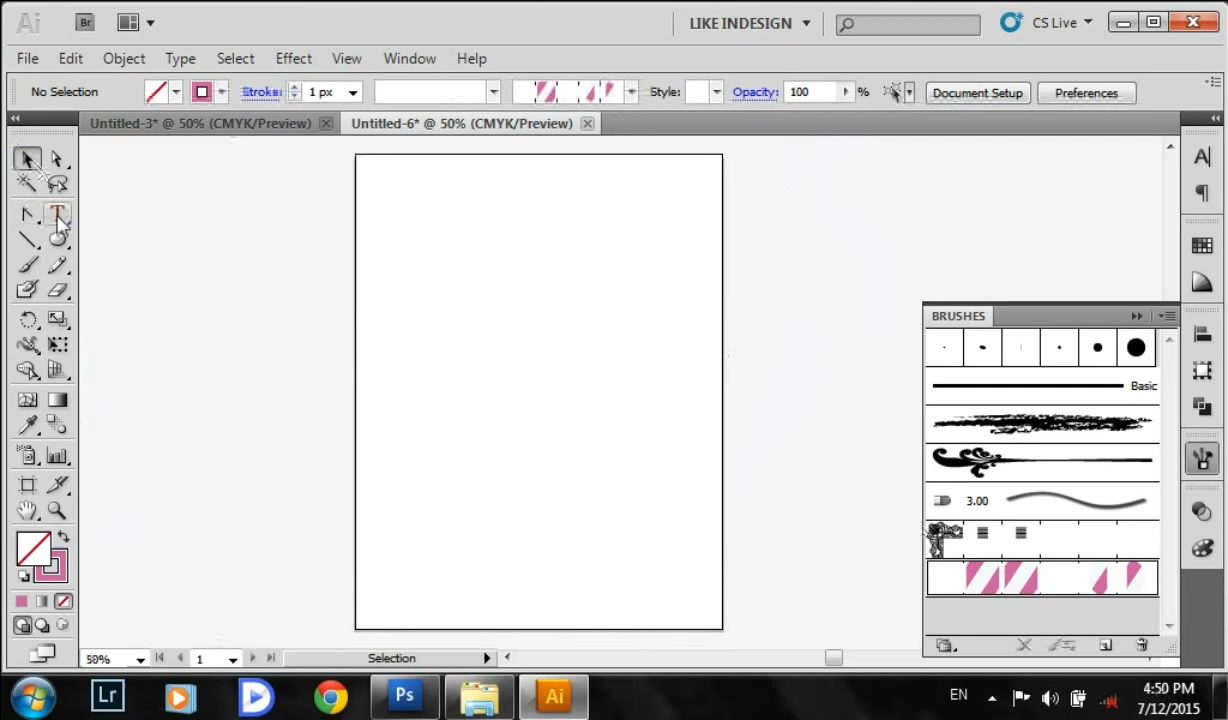 Ai Br LIKE INDESIGN CS Live
File Edit Object Type Select Effect View Window Help
No Selection Stroke: 1 px Style: Opacity: 100 % Document Setup Preferences
Untitled-3* @ 50% (CMYK/Preview) Untitled-6* @ 50% (CMYK/Preview)
BRUSHES
Basic
3.00
50% 1 Selection
Lr Ps Ai EN 4:50 PM
7/12/2015